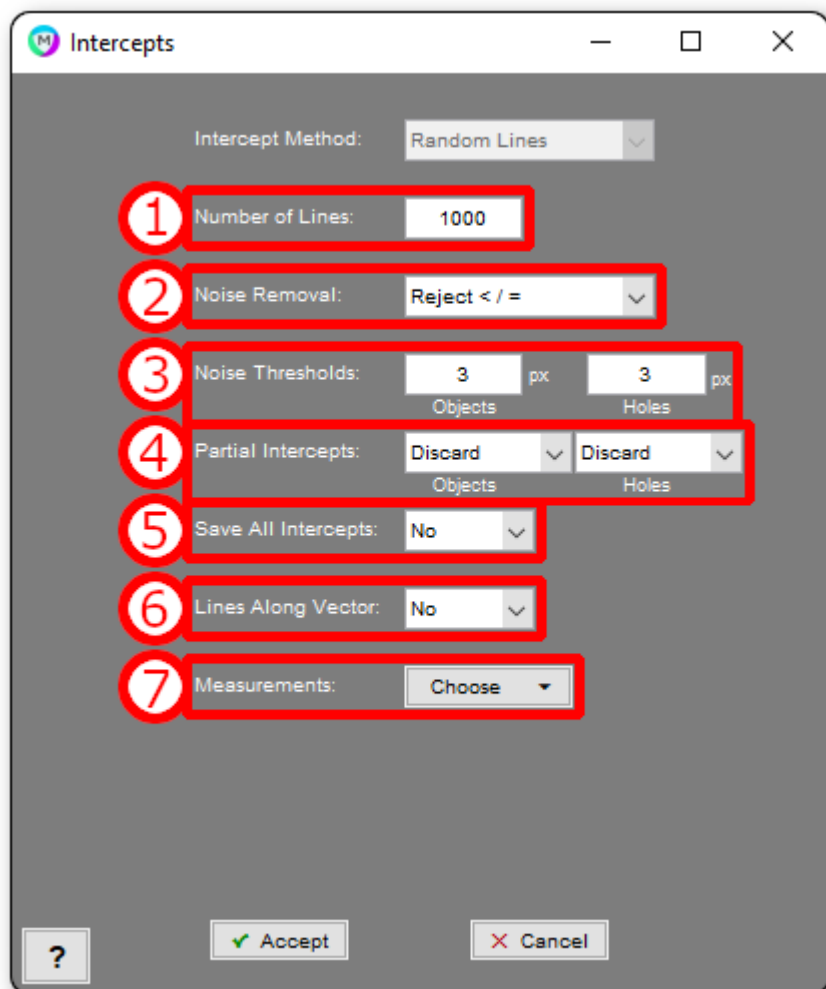 M Intercepts
Intercept Method: Random Lines
1 Number of Lines: 1000
2 Noise Removal: Reject < / =
3 Noise Thresholds: 3 px 3 px
Objects Holes
4 Partial Intercepts: Discard Discard
Objects Holes
5 Save All Intercepts: No
6 Lines Along Vector: No
7 Measurements: Choose
? Accept Cancel